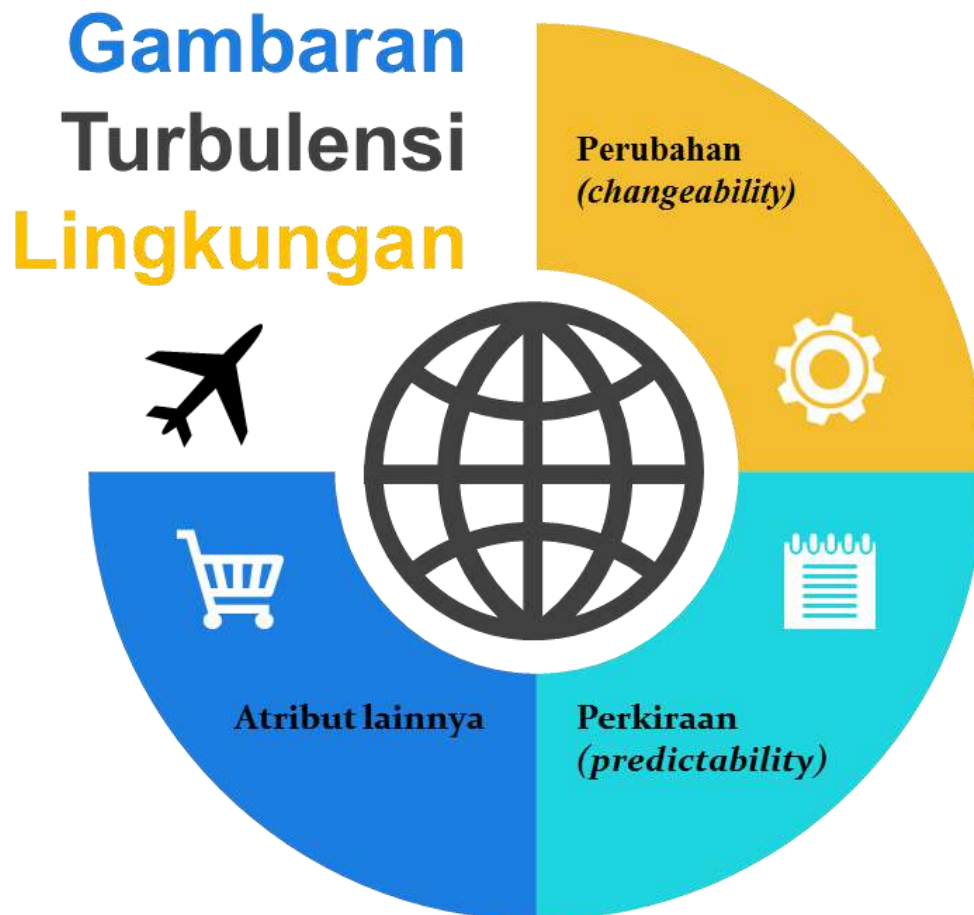 Gambaran
Turbulensi
Lingkungan
Perubahan
(changeability)
Atribut lainnya
Perkiraan
(predictability)